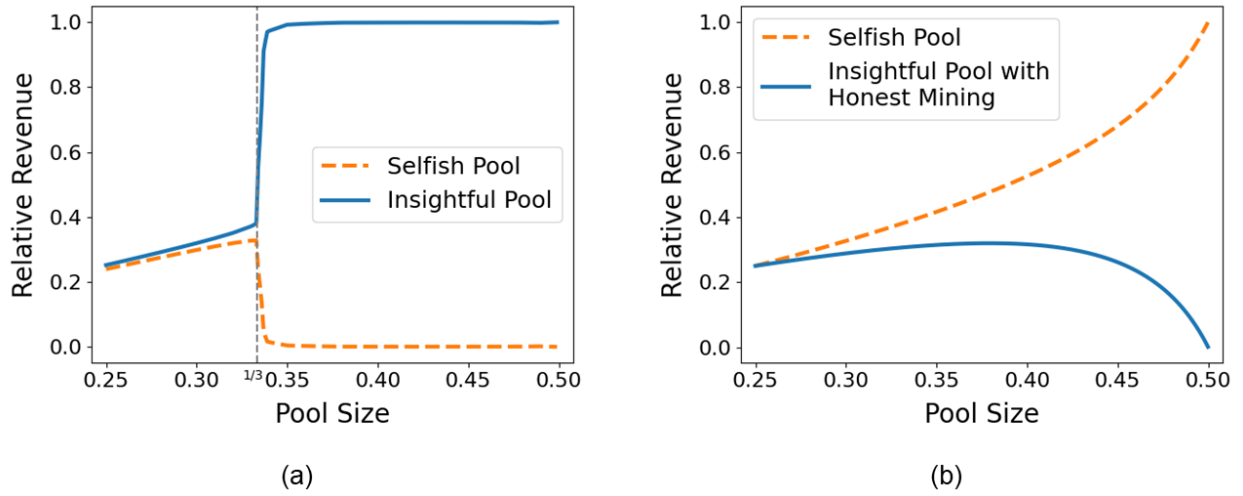 1.0
0.8
0.6
0.4
0.2
0.0
Relative Revenue
Selfish Pool
Insightful Pool
0.25
0.30
1/3
0.35
0.40
0.45
0.50
Pool Size
(a)
1.0
0.8
0.6
0.4
0.2
0.0
Relative Revenue
Selfish Pool
Insightful Pool with
Honest Mining
0.25
0.30
0.35
0.40
0.45
0.50
Pool Size
(b)